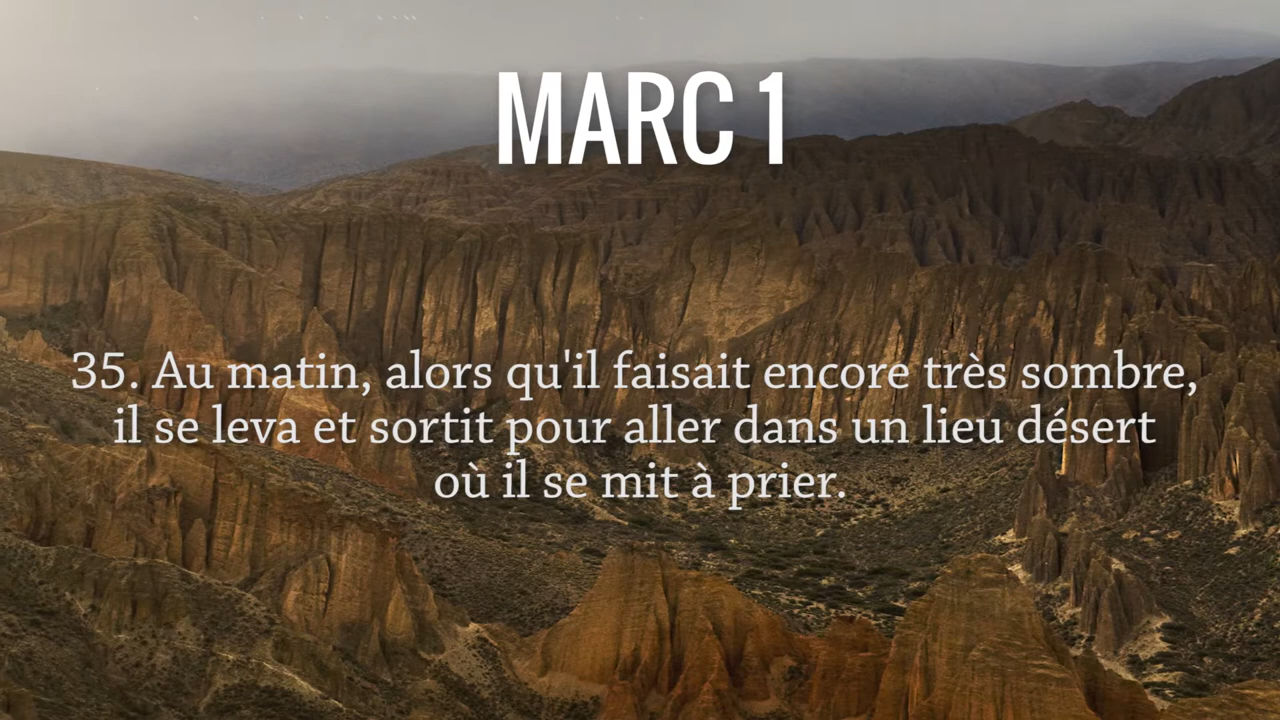 MARC 1
35. Au matin, alors qu'il faisait encore très sombre,
il se leva et sortit pour aller dans un lieu désert
où il se mit à prier.